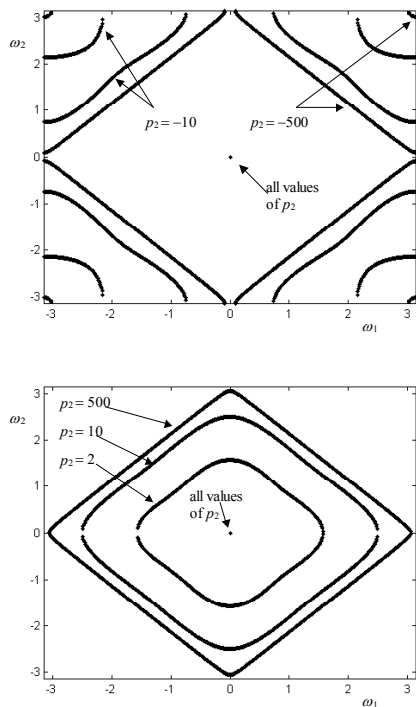 3
ω2
2
p2 = −10
p2 = −500
1
0
all values
of p2
-1
-2
-3
-3 -2 -1 0 1 2 3
ω1
3
ω2
p2 = 500
2
p2 = 10
1
p2 = 2
all values
of p2
0
-1
-2
-3
-3 -2 -1 0 1 2 3
ω1